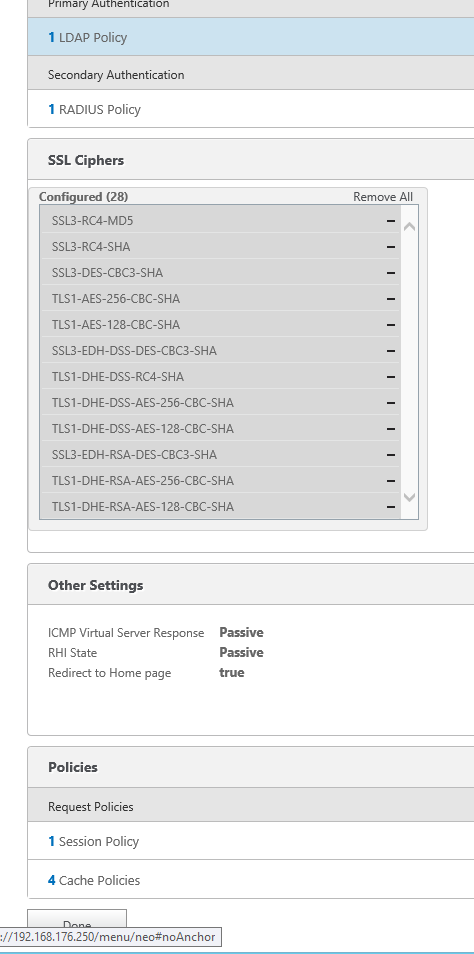 Primary Authentication
1 LDAP Policy
Secondary Authentication
1 RADIUS Policy
SSL Ciphers
Configured (28) Remove All
SSL3-RC4-MD5
SSL3-RC4-SHA
SSL3-DES-CBC3-SHA
TLS1-AES-256-CBC-SHA
TLS1-AES-128-CBC-SHA
SSL3-EDH-DSS-DES-CBC3-SHA
TLS1-DHE-DSS-RC4-SHA
TLS1-DHE-DSS-AES-256-CBC-SHA
TLS1-DHE-DSS-AES-128-CBC-SHA
SSL3-EDH-RSA-DES-CBC3-SHA
TLS1-DHE-RSA-AES-256-CBC-SHA
TLS1-DHE-RSA-AES-128-CBC-SHA
Other Settings
ICMP Virtual Server Response Passive
RHI State Passive
Redirect to Home page true
Policies
Request Policies
1 Session Policy
4 Cache Policies
Done
://192.168.176.250/menu/neo#noAnchor